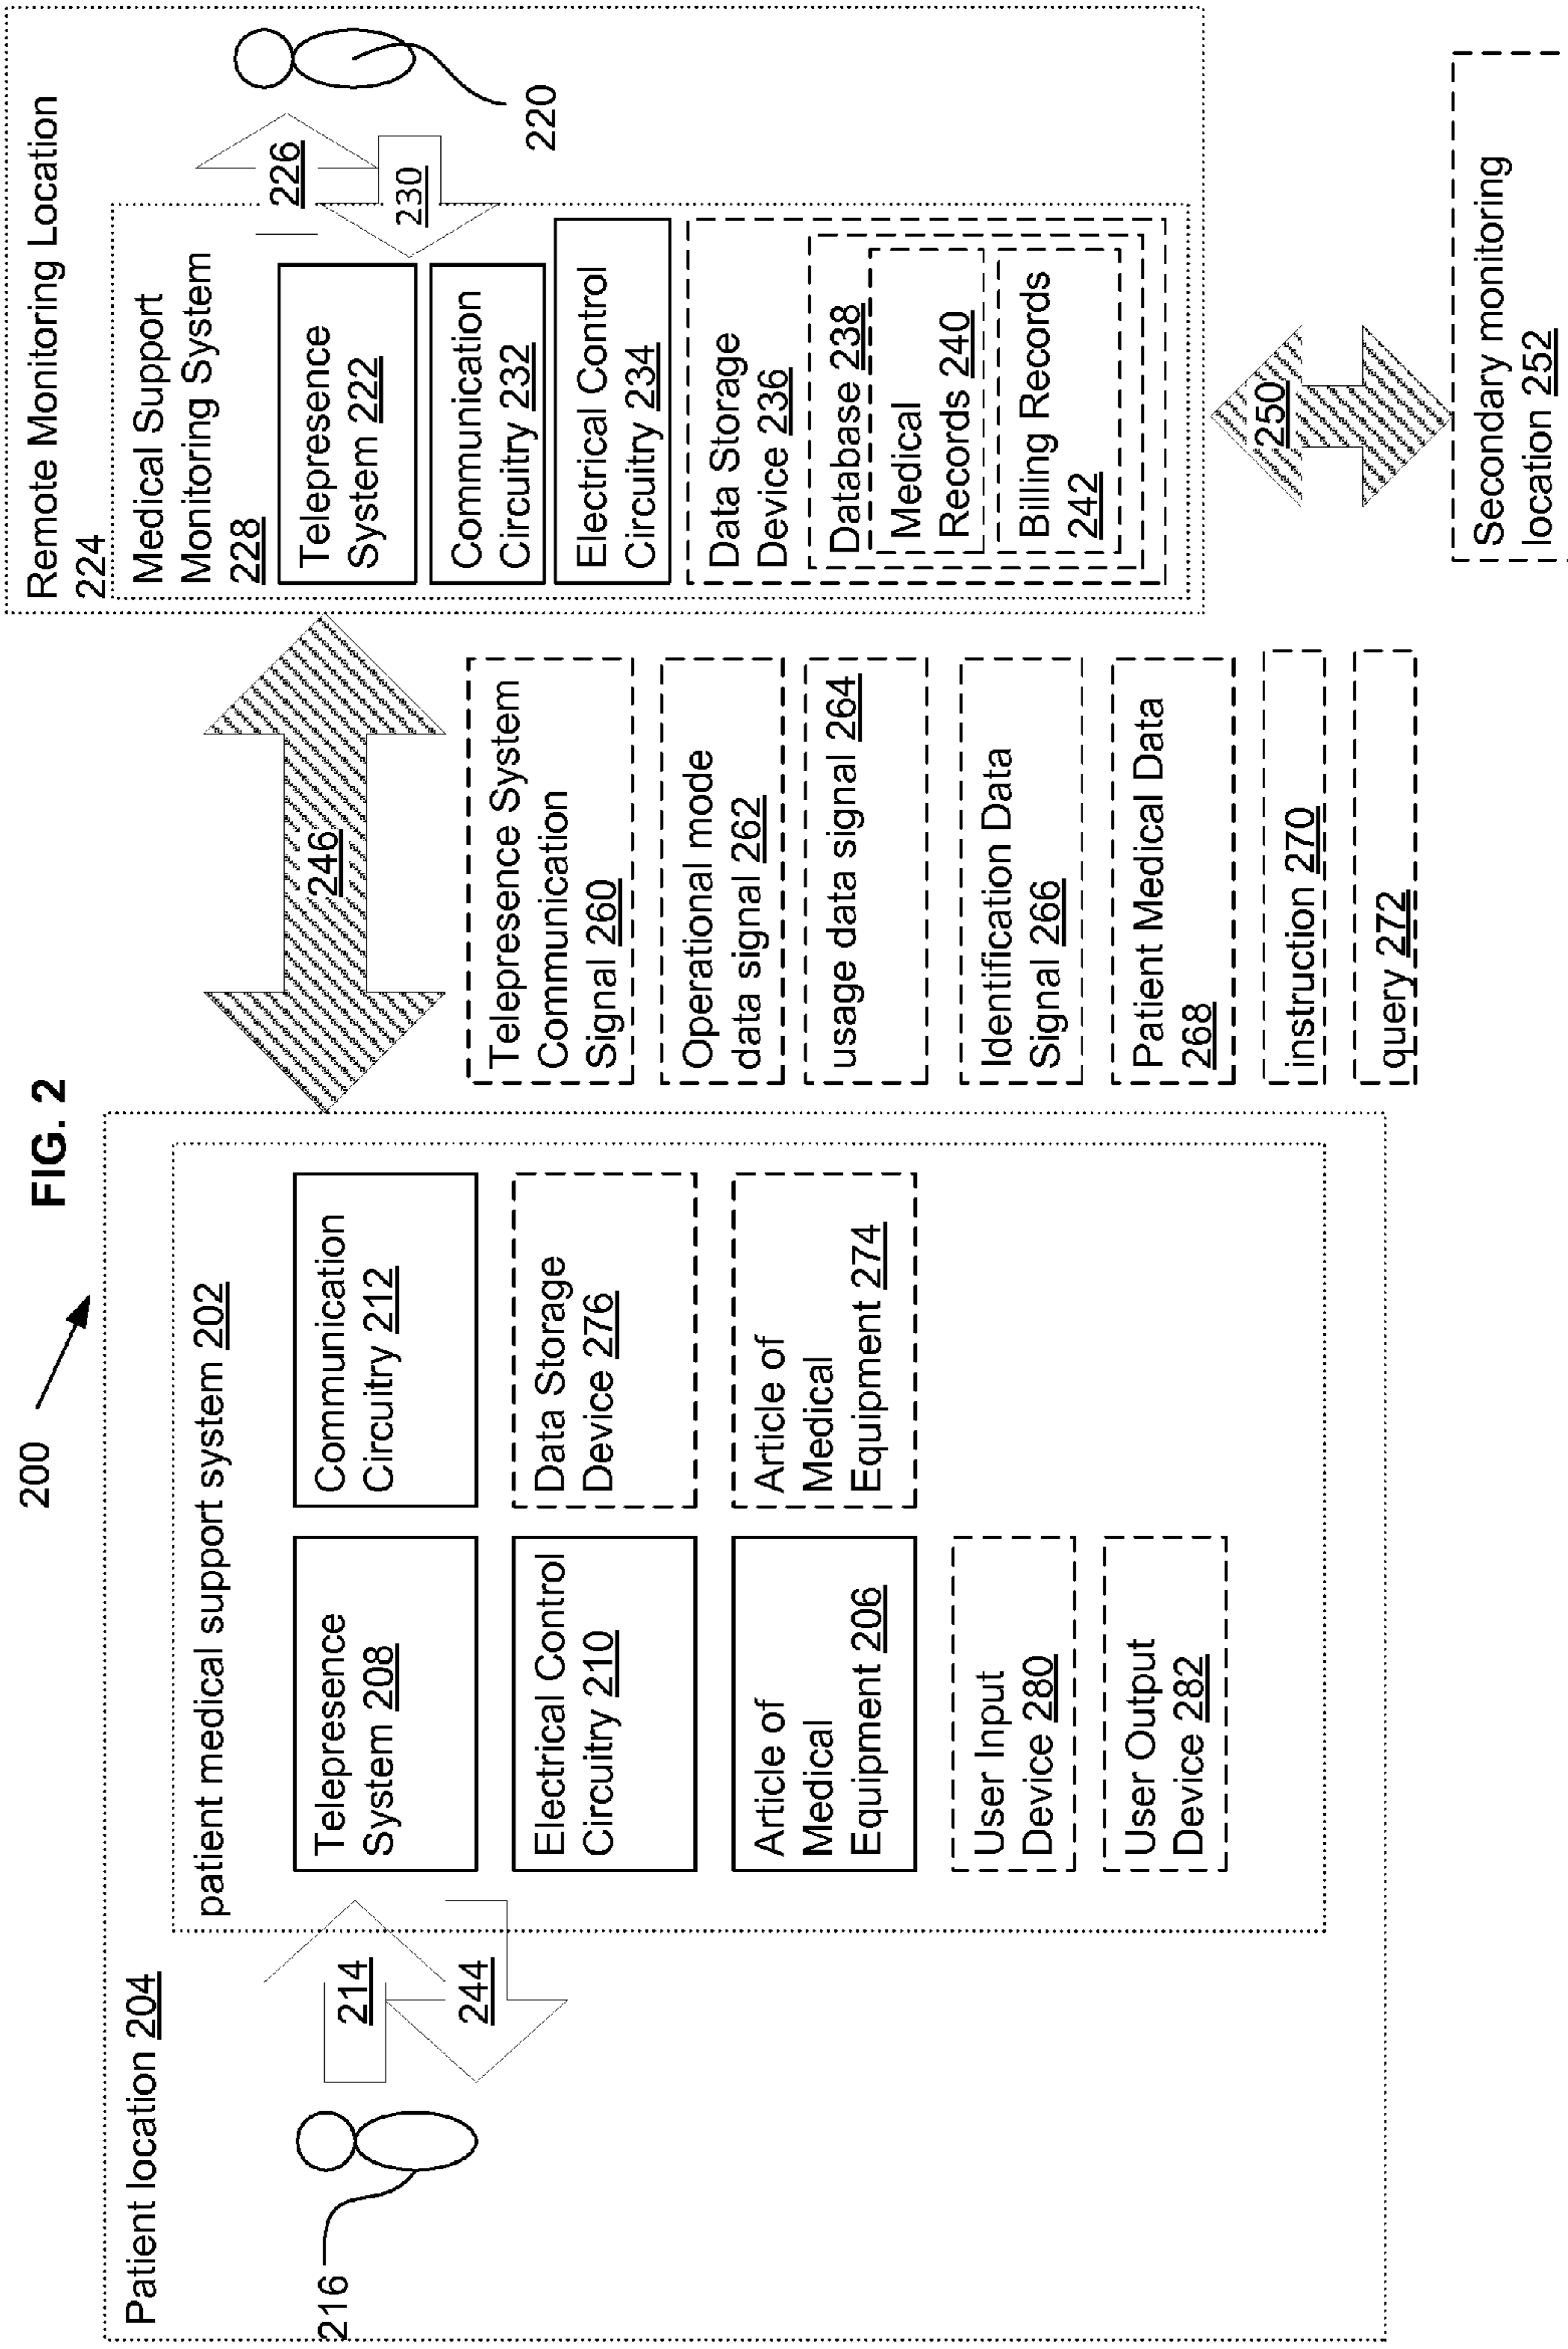 FIG. 2
200
Patient location 204
216
214
244
patient medical support system 202
Telepresence
System 208
Communication
Circuitry 212
Electrical Control
Circuitry 210
Data Storage
Device 276
Article of
Medical
Equipment 206
Article of
Medical
Equipment 274
User Input
Device 280
User Output
Device 282
246
Telepresence System
Communication
Signal 260
Operational mode
data signal 262
usage data signal 264
Identification Data
Signal 266
Patient Medical Data
268
instruction 270
query 272
Remote Monitoring Location
224
Medical Support
Monitoring System
228
226
230
220
Telepresence
System 222
Communication
Circuitry 232
Electrical Control
Circuitry 234
Data Storage
Device 236
Database 238
Medical
Records 240
Billing Records
242
250
Secondary monitoring
location 252